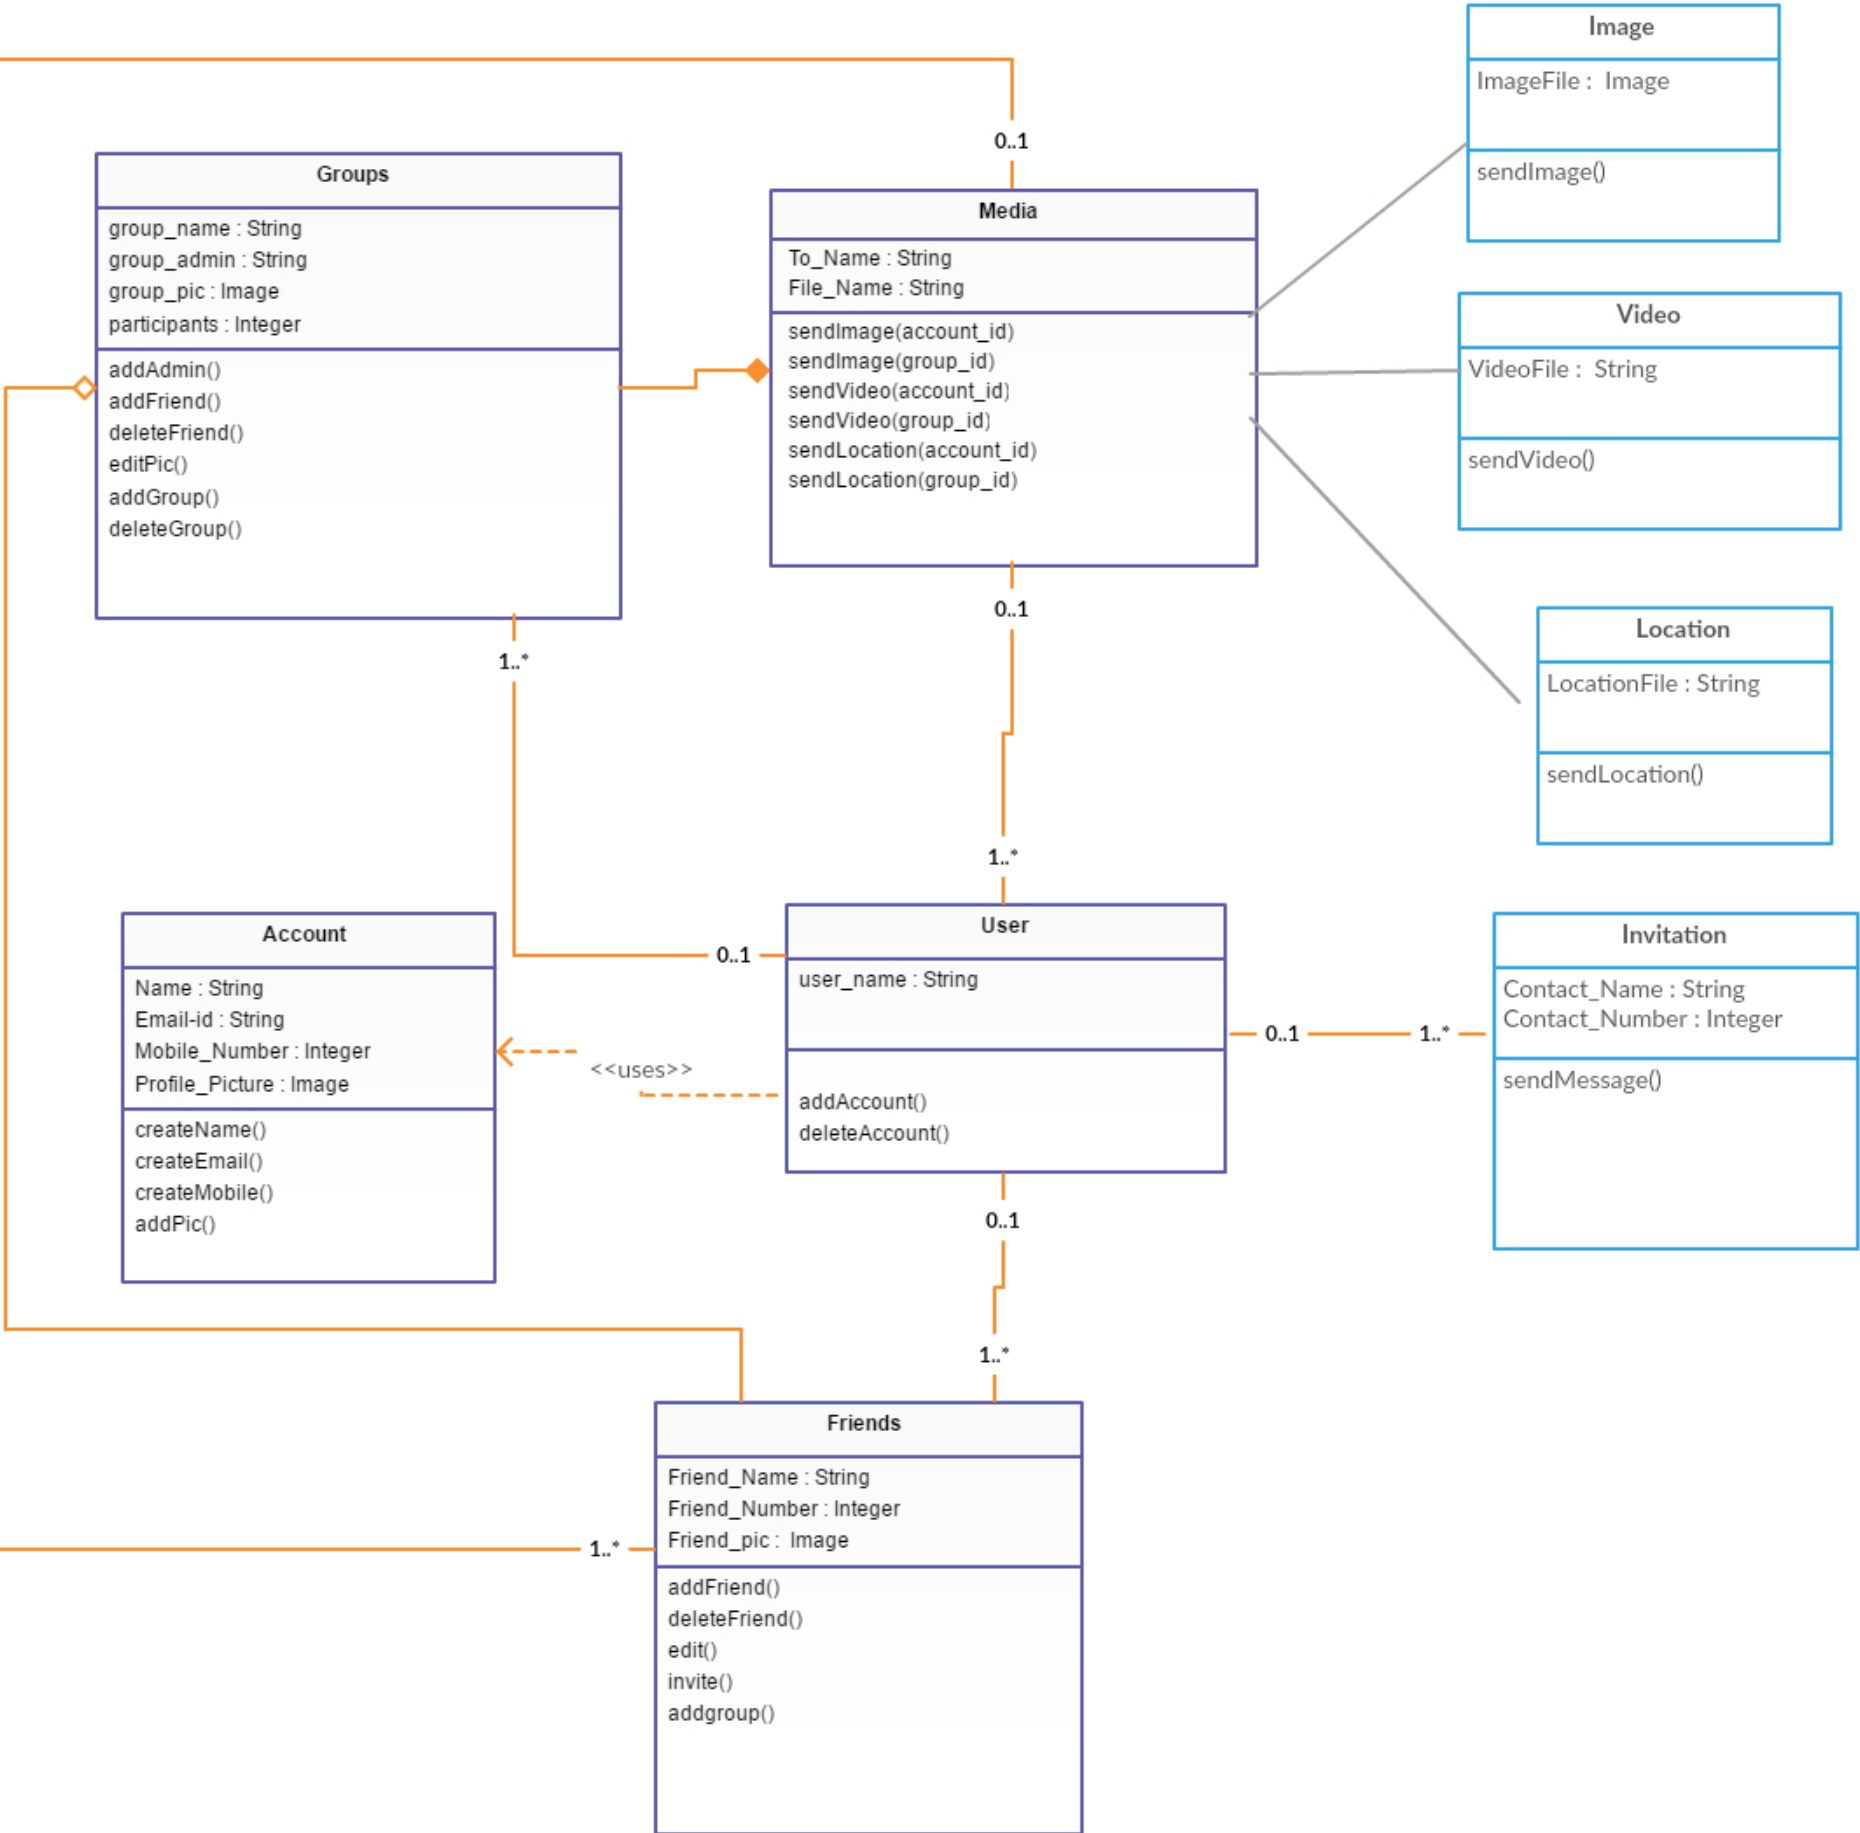 Image
ImageFile :  Image
sendImage()
0..1
Groups
group_name : String
group_admin : String
group_pic : Image
participants : Integer
addAdmin()
addFriend()
deleteFriend()
editPic()
addGroup()
deleteGroup()
Media
To_Name : String
File_Name : String
sendImage(account_id)
sendImage(group_id)
sendVideo(account_id)
sendVideo(group_id)
sendLocation(account_id)
sendLocation(group_id)
Video
VideoFile :  String
sendVideo()
0..1
1..*
Location
LocationFile : String
sendLocation()
1..*
0..1
Account
Name : String
Email-id : String
Mobile_Number : Integer
Profile_Picture : Image
createName()
createEmail()
createMobile()
addPic()
<<uses>>
User
user_name : String
addAccount()
deleteAccount()
0..1
1..*
Invitation
Contact_Name : String
Contact_Number : Integer
sendMessage()
0..1
1..*
Friends
Friend_Name : String
Friend_Number : Integer
Friend_pic :  Image
addFriend()
deleteFriend()
edit()
invite()
addgroup()
1..*